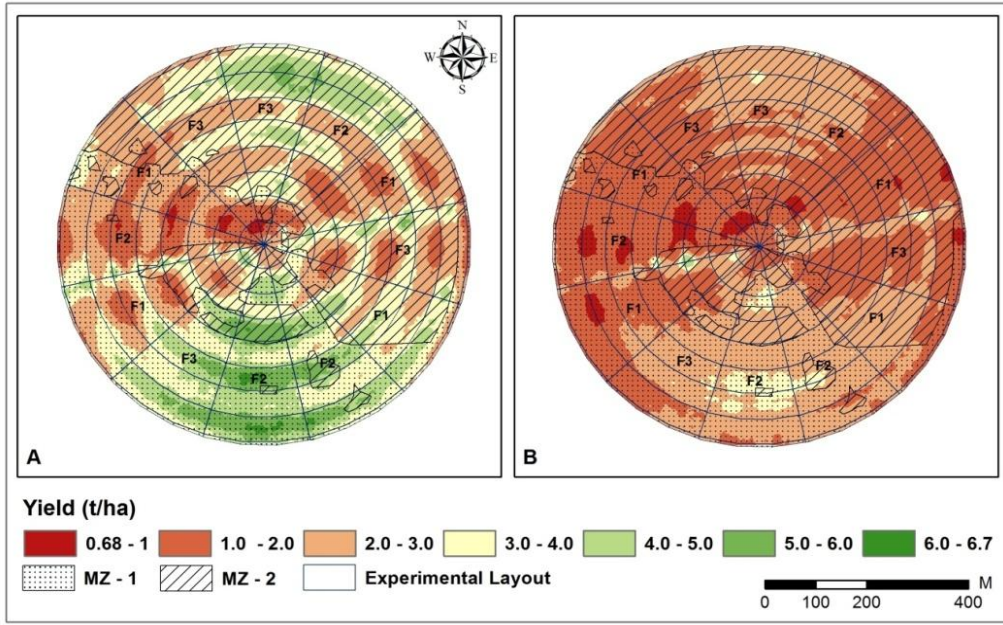 N
W E
S
F3
F3
F2
F1
F1
F2
F3
F1
F1
F3
F2
F2
A
F3
F3
F2
F1
F1
F2
F3
F1
F1
F3
F2
F2
B
Yield (t/ha)
0.68 - 1 1.0 - 2.0 2.0 - 3.0 3.0 - 4.0 4.0 - 5.0 5.0 - 6.0 6.0 - 6.7
MZ - 1 MZ - 2 Experimental Layout
M
0 100 200 400